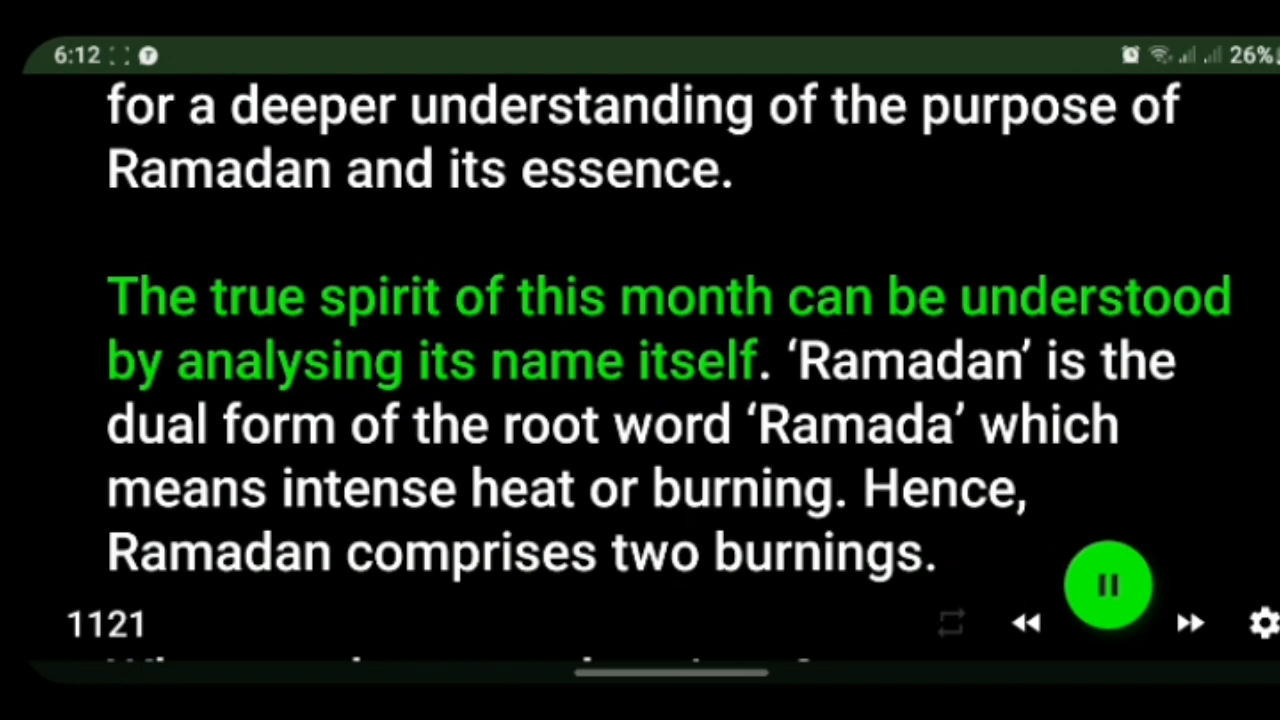 6:12
26%
for a deeper understanding of the purpose of
Ramadan and its essence.
The true spirit of this month can be understood
by analysing its name itself. ‘Ramadan’ is the
dual form of the root word ‘Ramada’ which
means intense heat or burning. Hence,
Ramadan comprises two burnings.
1121